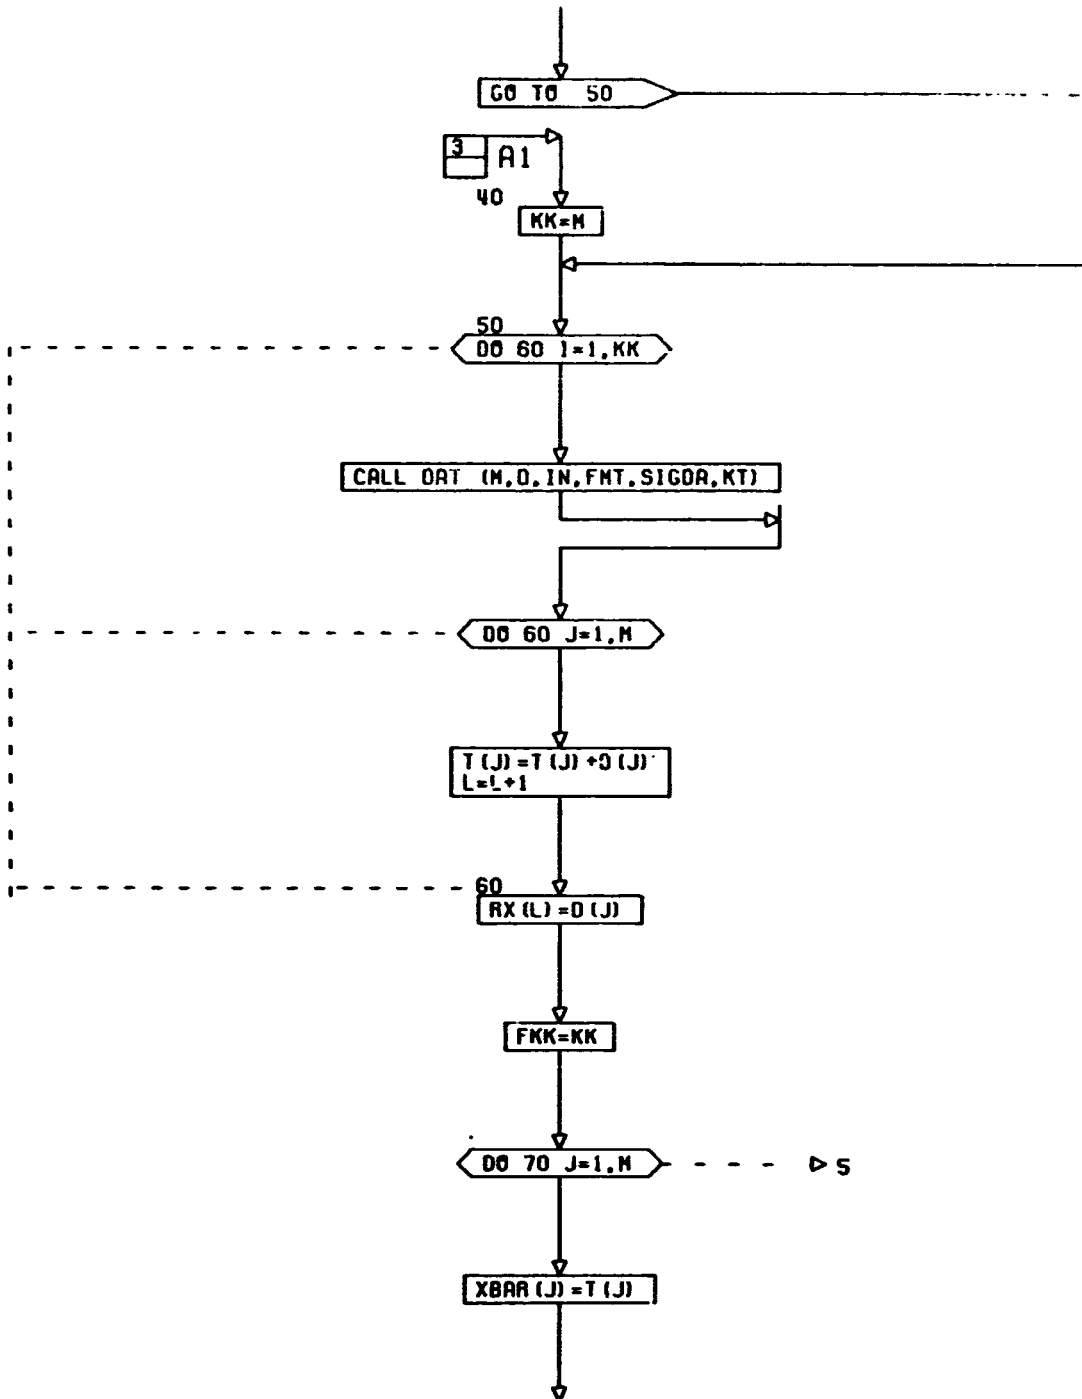 GO TO 50
3 A1
40
KK=M
50
DO 60 I=1,KK
CALL DAT (M,D,IN,FMT,SIGDA,KT)
DO 60 J=1,M
T(J)=T(J)+D(J)
L=L+1
60
RX(L)=D(J)
FKK=KK
DO 70 J=1,M
5
XBAR(J)=T(J)